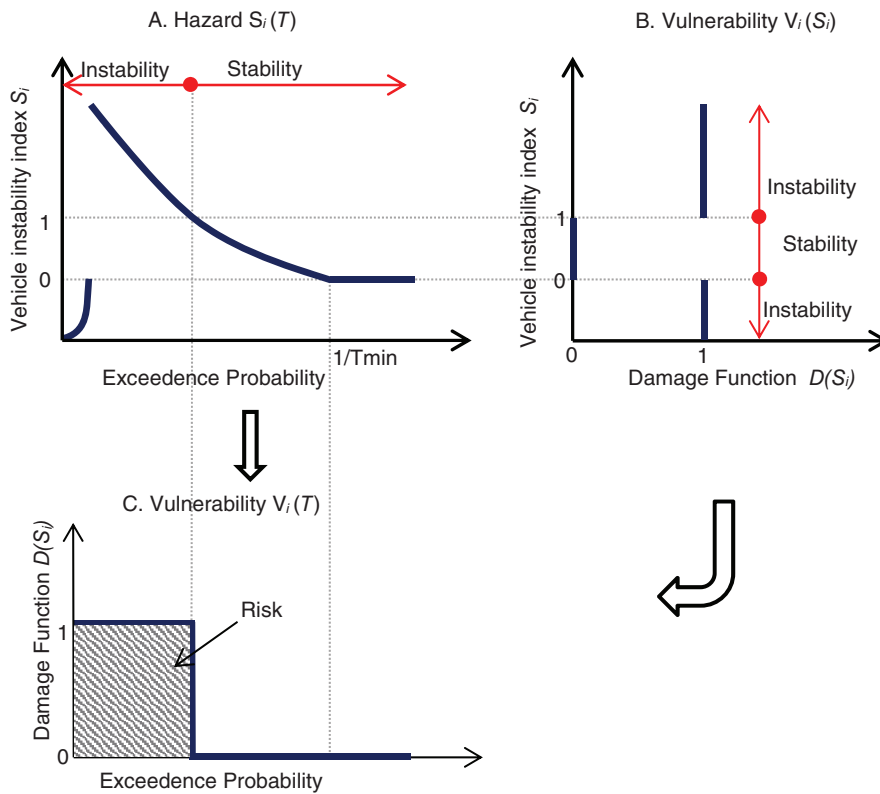 A. Hazard Si (T)
Instability
Stability
Vehicle instability index Si
1
0
1/Tmin
Exceedence Probability
B. Vulnerability Vi (Si)
Vehicle instability index Si
1
0
Instability
Stability
Instability
0
1
Damage Function D(Si)
C. Vulnerability Vi (T)
Damage Function D(Si)
1
0
Risk
Exceedence Probability